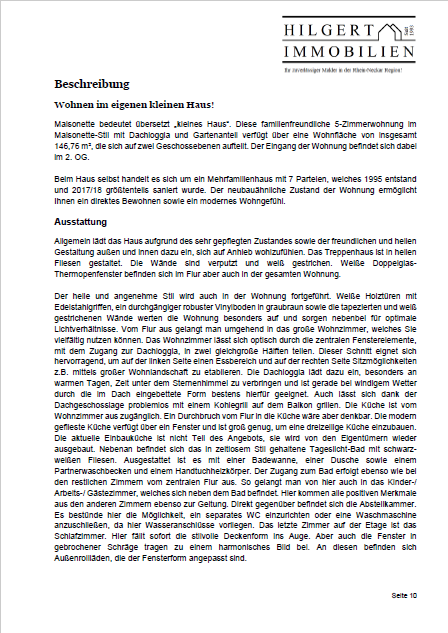 HILGERT
Seit 1993
IMMOBILIEN
Ihr zuverlässiger Makler in der Rhein-Neckar Region!
Beschreibung
Wohnen im eigenen kleinen Haus!
Maisonette bedeutet übersetzt „kleines Haus“. Diese familienfreundliche 5-Zimmerwohnung im
Maisonette-Stil mit Dachloggia und Gartenanteil verfügt über eine Wohnfläche von insgesamt
146,76 m², die sich auf zwei Geschossebenen aufteilt. Der Eingang der Wohnung befindet sich dabei
im 2. OG.
Beim Haus selbst handelt es sich um ein Mehrfamilienhaus mit 7 Parteien, welches 1995 entstand
und 2017/18 größtenteils saniert wurde. Der neubauähnliche Zustand der Wohnung ermöglicht
Ihnen ein direktes Bewohnen sowie ein modernes Wohngefühl.
Ausstattung
Allgemein lädt das Haus aufgrund des sehr gepflegten Zustandes sowie der freundlichen und hellen
Gestaltung außen und innen dazu ein, sich auf Anhieb wohlzufühlen. Das Treppenhaus ist in hellen
Fliesen gestaltet. Die Wände sind verputzt und weiß gestrichen. Weiße Doppelglas-
Thermopenfenster befinden sich im Flur aber auch in der gesamten Wohnung.
Der helle und angenehme Stil wird auch in der Wohnung fortgeführt. Weiße Holztüren mit
Edelstahlgriffen, ein durchgängiger robuster Vinylboden in graubraun sowie die tapezierten und weiß
gestrichenen Wände werten die Wohnung besonders auf und sorgen nebenbei für optimale
Lichtverhältnisse. Vom Flur aus gelangt man umgehend in das große Wohnzimmer, welches Sie
vielfältig nutzen können. Das Wohnzimmer lässt sich optisch durch die zentralen Fensterelemente,
mit dem Zugang zur Dachloggia, in zwei gleichgroße Hälften teilen. Dieser Schnitt eignet sich
hervorragend, um auf der linken Seite einen Essbereich und auf der rechten Seite Sitzmöglichkeiten
z.B. mittels großer Wohnlandschaft zu etablieren. Die Dachloggia lädt dazu ein, besonders an
warmen Tagen, Zeit unter dem Sternenhimmel zu verbringen und ist gerade bei windigem Wetter
durch die im Dach eingebettete Form bestens hierfür geeignet. Auch lässt sich dank der
Dachgeschosslage problemlos mit einem Kohlegrill auf dem Balkon grillen. Die Küche ist vom
Wohnzimmer aus zugänglich. Ein Durchbruch vom Flur in die Küche wäre aber denkbar. Die modern
geflieste Küche verfügt über ein Fenster und ist groß genug, um eine dreizeilige Küche einzubauen.
Die aktuelle Einbauküche ist nicht Teil des Angebots, sie wird von den Eigentümern wieder
ausgebaut. Nebenan befindet sich das in zeitlosem Stil gehaltene Tageslicht-Bad mit schwarz-
weißen Fliesen. Ausgestattet ist es mit einer Badewanne, einer Dusche sowie einem
Partnerwaschbecken und einem Handtuchheizkörper. Der Zugang zum Bad erfolgt ebenso wie bei
den restlichen Zimmern vom zentralen Flur aus. So gelangt man von hier auch in das Kinder-/
Arbeits-/ Gästezimmer, welches sich neben dem Bad befindet. Hier kommen alle positiven Merkmale
aus den anderen Zimmern ebenso zur Geltung. Direkt gegenüber befindet sich die Abstellkammer.
Es bestünde hier die Möglichkeit, ein separates WC einzurichten oder eine Waschmaschine
anzuschließen, da hier Wasseranschlüsse vorliegen. Das letzte Zimmer auf der Etage ist das
Schlafzimmer. Hier fällt sofort die stilvolle Deckenform ins Auge. Aber auch die Fenster in
gebrochener Schräge tragen zu einem harmonisches Bild bei. An diesen befinden sich
Außenrollläden, die der Fensterform angepasst sind.
Seite 10